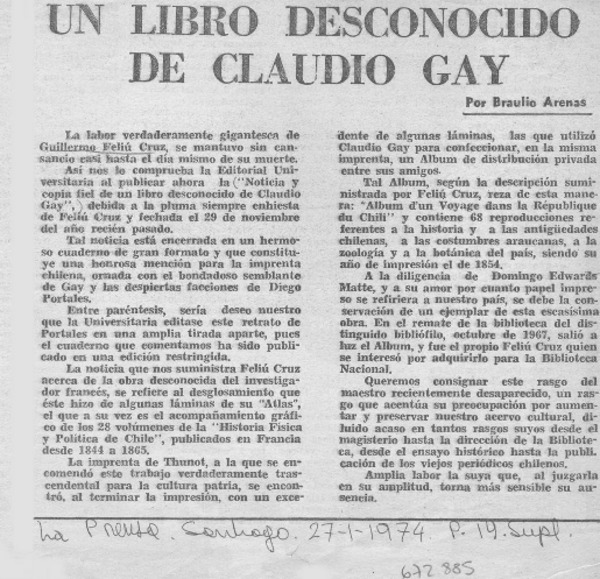 UN LIBRO DESCONOCIDO
DE CLAUDIO GAY
Por Braulio Arenas
La labor verdaderamente gigantesca de
Guillermo Feliú Cruz, se mantuvo sin can-
sancio casi hasta el día mismo de su muerte.
Así nos lo comprueba la Editorial Uni-
versitaria al publicar ahora la ("Noticia y
copia fiel de un libro desconocido de Claudio
Gay",) debida a la pluma siempre enhiesta
de Feliú Cruz y fechada el 29 de noviembre
del año recién pasado.
Tal noticia está encerrada en un hermo-
so cuaderno de gran formato y que constitu-
ye una honrosa mención para la imprenta
chilena, ornada con el bondadoso semblante
de Gay y las despiertas facciones de Diego
Portales.
Entre paréntesis, sería deseo nuestro
que la Universitaria editase este retrato de
Portales en una amplia tirada aparte, pues
el cuaderno que comentamos ha sido publi-
cado en una edición restringida.
La noticia que nos suministra Feliú Cruz
acerca de la obra desconocida del investiga-
dor francés, se refiere al desglosamiento que
éste hizo de algunas láminas de su "Atlas",
el que a su vez es el acompañamiento gráfi-
co de los 28 volúmenes de la "Historia Física
y Política de Chile", publicados en Francia
desde 1844 a 1865.
La imprenta de Thunot, a la que se en-
comendó este trabajo verdaderamente tras-
cendental para la cultura patria, se encon-
tró, al terminar la impresión, con un exce-
dente de algunas láminas, las que utilizó
Claudio Gay para confeccionar, en la misma
imprenta, un Album de distribución privada
entre sus amigos.
Tal Album, según la descripción sumi-
nistrada por Feliú Cruz, reza de esta mane-
ra: "Album d'un Voyage dans la République
du Chili" y contiene 68 reproducciones re-
ferentes a la historia y a las antigüedades
chilenas, a las costumbres araucanas, a la
zoología y a la botánica del país, siendo su
año de impresión el de 1854.
A la diligencia de Domingo Edwards
Matte, y a su amor por cuanto papel impre-
so se refiriera a nuestro país, se debe la con-
servación de un ejemplar de esta escasísima
obra. En el remate de la biblioteca del dis-
tinguido bibliófilo, octubre de 1967, salió a
luz el Album, y fue el propio Feliú Cruz quien
se interesó por adquirirlo para la Biblioteca
Nacional.
Queremos consignar este rasgo del
maestro recientemente desaparecido, un ras-
go que acentúa su preocupación por aumen-
tar y preservar nuestro acervo cultural, di-
luido acaso en tantos rasgos suyos desde el
magisterio hasta la dirección de la Bibliote-
ca, desde el ensayo histórico hasta la publi-
cación de los viejos periódicos chilenos.
Amplia labor la suya que, al juzgarla
en su amplitud, torna más sensible su au-
sencia.
La Prensa. Santiago. 27-1-1974. P. 14. Supl.
672885